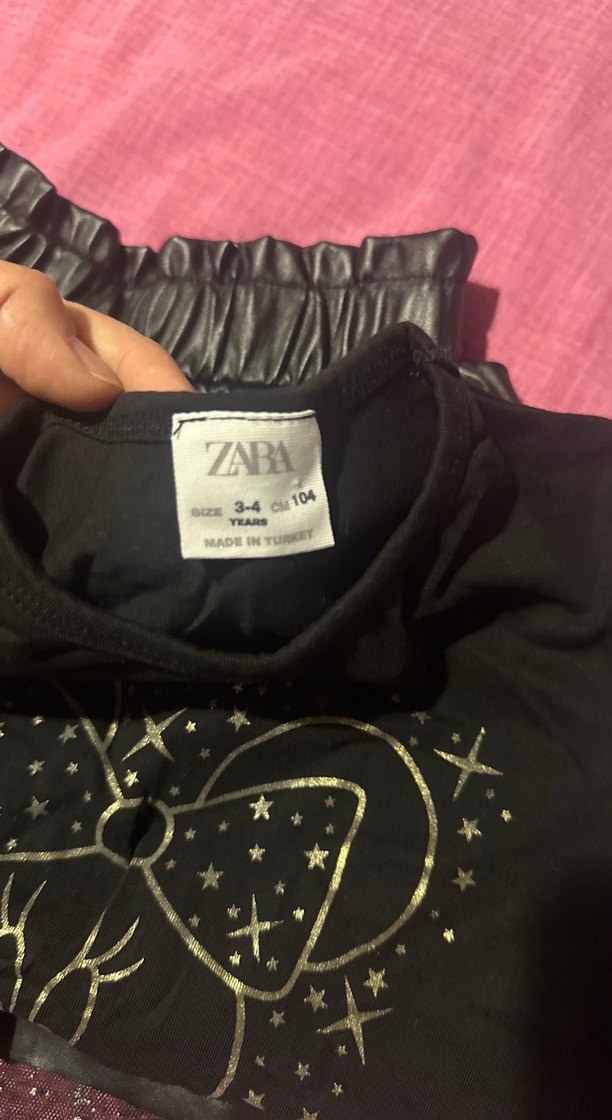 ZARA
SIZE 3-4 CM 104
YEARS
MADE IN TURKEY